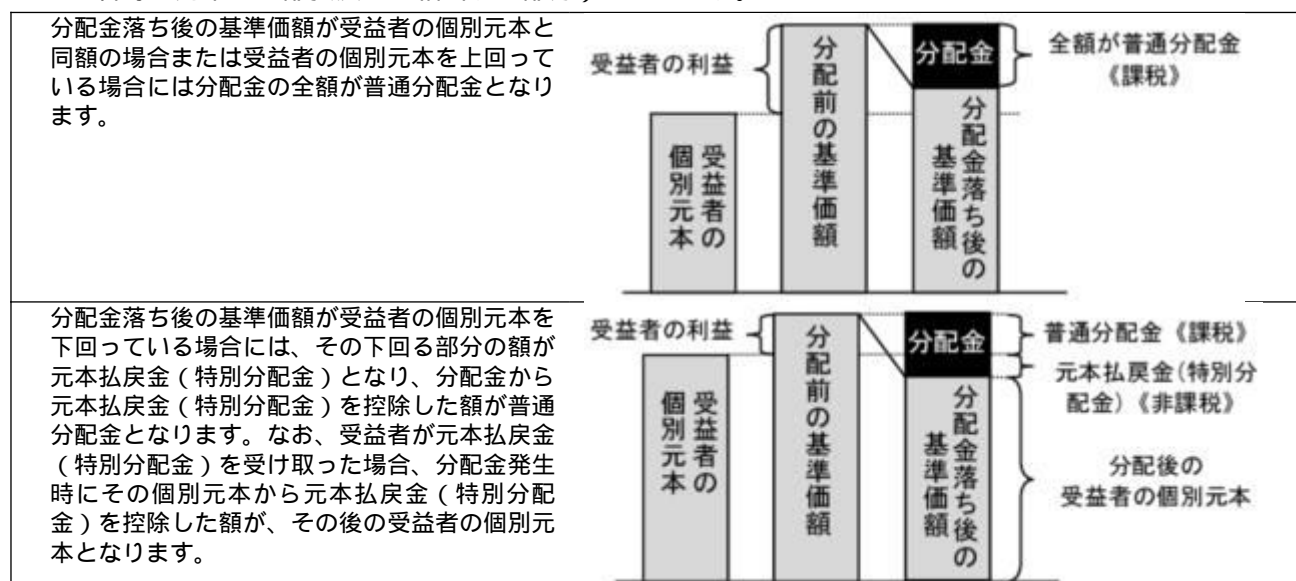 分配金落ち後の基準価額が受益者の個別元本と
同額の場合または受益者の個別元本を上回って
いる場合には分配金の全額が普通分配金となり
ます。
受益者の利益
受益者の
個別元本
分配前の基準価額
分配金
分配金落ち後の
基準価額
全額が普通分配金
《課税》
分配金落ち後の基準価額が受益者の個別元本を
下回っている場合には、その下回る部分の額が
元本払戻金(特別分配金)となり、分配金から
元本払戻金(特別分配金)を控除した額が普通
分配金となります。なお、受益者が元本払戻金
(特別分配金)を受け取った場合、分配金発生
時にその個別元本から元本払戻金(特別分配
金)を控除した額が、その後の受益者の個別元
本となります。
受益者の利益
受益者の
個別元本
分配前の基準価額
分配金
分配金落ち後の
基準価額
普通分配金《課税》
元本払戻金(特別分
配金)《非課税》
分配後の
受益者の個別元本